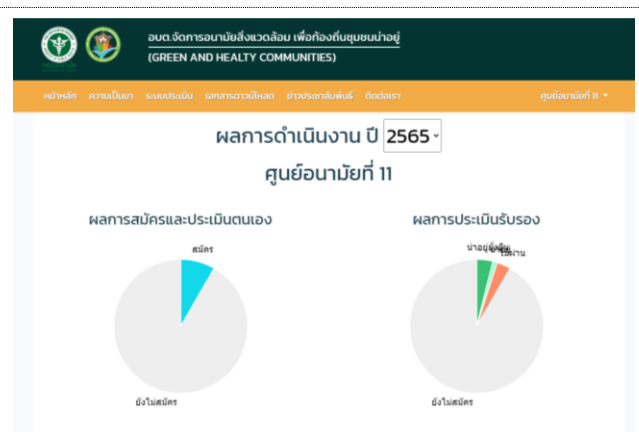 อบต.จัดการอนามัยสิ่งแวดล้อม เพื่อท้องถิ่นชุมชนน่าอยู่
(GREEN AND HEALTY COMMUNITIES)
หน้าหลัก ความเป็นมา ระบบประเมิน เอกสารดาวน์โหลด ข่าวประชาสัมพันธ์ ติดต่อเรา ศูนย์อนามัยที่ 11
ผลการดำเนินงาน ปี 2565
ศูนย์อนามัยที่ 11
ผลการสมัครและประเมินตนเอง
สมัคร
ยังไม่สมัคร
ผลการประเมินรับรอง
น่าอยู่
ยังไม่สมัคร